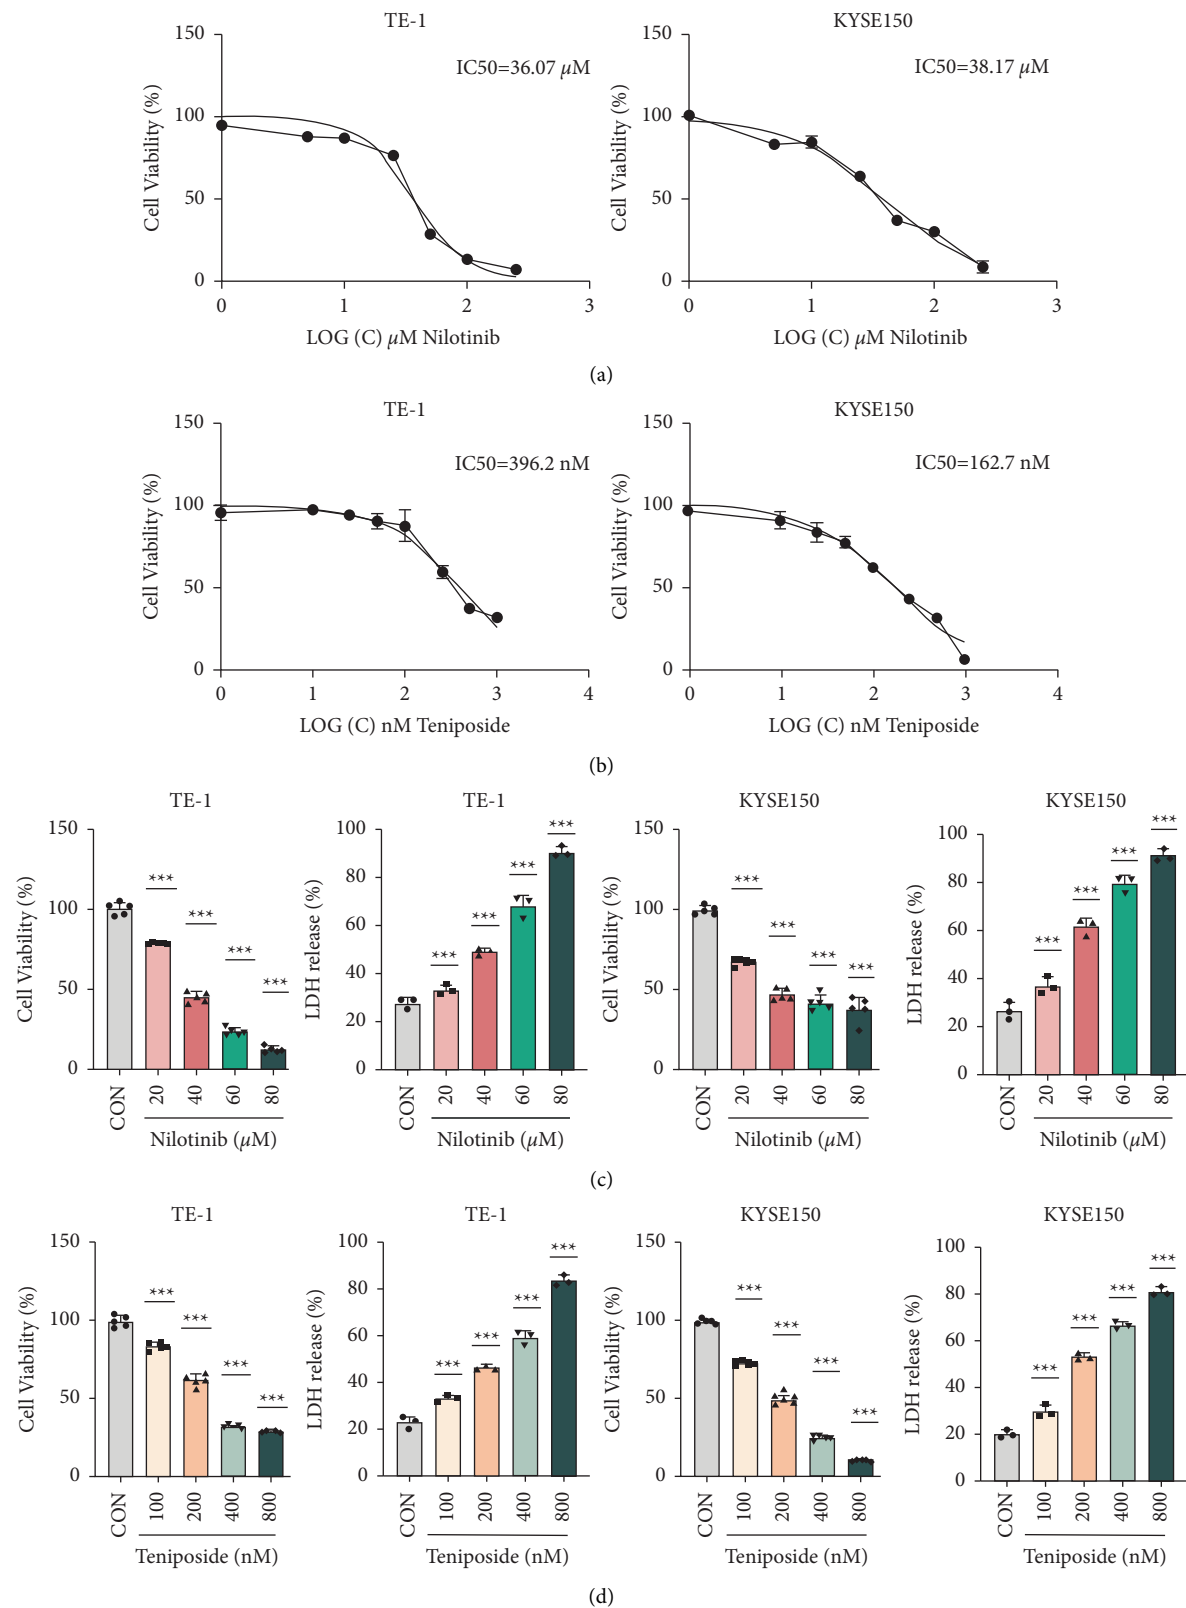 TE-1
KYSE150
150
100
50
0
Cell Viability (%)
IC50=36.07 μM
0 1 2 3
LOG (C) μM Nilotinib
150
100
50
0
Cell Viability (%)
IC50=38.17 μM
0 1 2 3
LOG (C) μM Nilotinib
(a)
TE-1
KYSE150
150
100
50
0
Cell Viability (%)
IC50=396.2 nM
0 1 2 3 4
LOG (C) nM Teniposide
150
100
50
0
Cell Viability (%)
IC50=162.7 nM
0 1 2 3 4
LOG (C) nM Teniposide
(b)
TE-1
150
100
50
0
Cell Viability (%)
*** *** *** ***
CON 20 40 60 80
Nilotinib (μM)
TE-1
100
80
60
40
20
0
LDH release (%)
*** *** *** ***
CON 20 40 60 80
Nilotinib (μM)
KYSE150
150
100
50
0
Cell Viability (%)
*** *** *** ***
CON 20 40 60 80
Nilotinib (μM)
KYSE150
100
80
60
40
20
0
LDH release (%)
*** *** *** ***
CON 20 40 60 80
Nilotinib (μM)
(c)
TE-1
150
100
50
0
Cell Viability (%)
*** *** *** ***
CON 100 200 400 800
Teniposide (nM)
TE-1
100
80
60
40
20
0
LDH release (%)
*** *** *** ***
CON 100 200 400 800
Teniposide (nM)
KYSE150
150
100
50
0
Cell Viability (%)
*** *** *** ***
CON 100 200 400 800
Teniposide (nM)
KYSE150
100
80
60
40
20
0
LDH release (%)
*** *** *** ***
CON 100 200 400 800
Teniposide (nM)
(d)